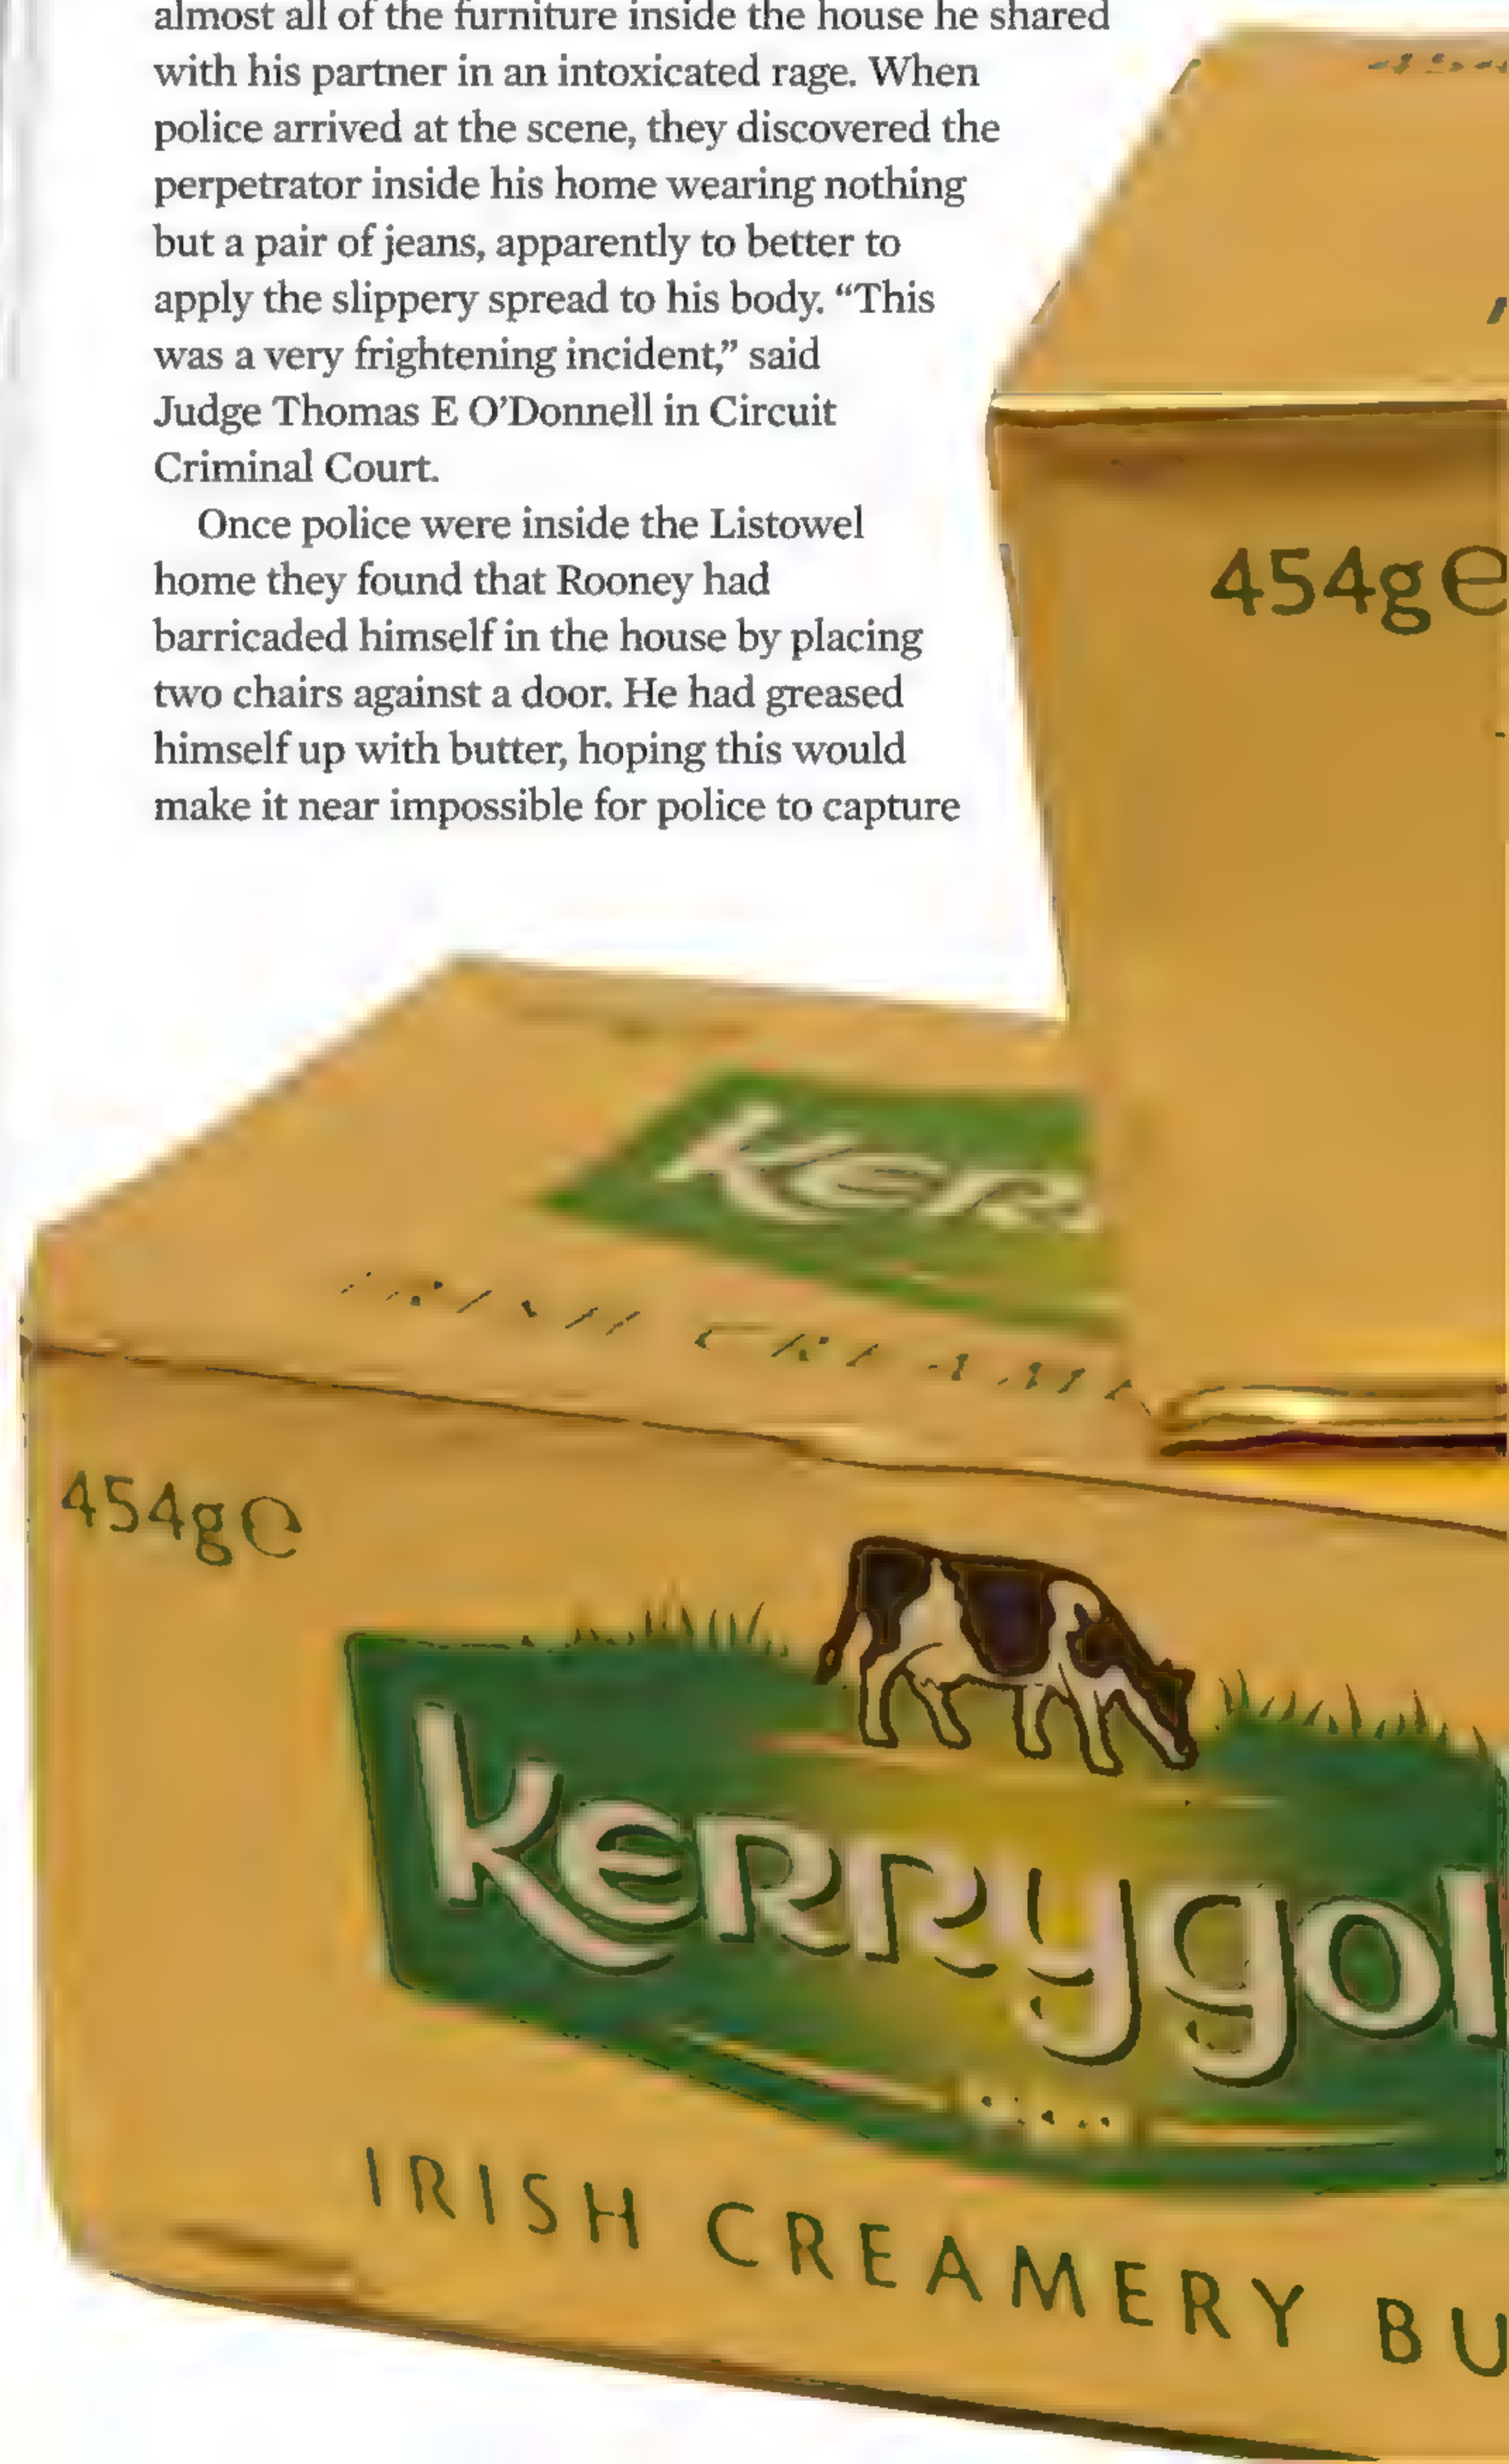 almost all of the furniture inside the house he shared
with his partner in an intoxicated rage. When
police arrived at the scene, they discovered the
perpetrator inside his home wearing nothing
but a pair of jeans, apparently to better to
apply the slippery spread to his body. “This
was a very frightening incident,” said
Judge Thomas E O’Donnell in Circuit
Criminal Court.
Once police were inside the Listowel
home they found that Rooney had
barricaded himself in the house by placing
two chairs against a door. He had greased
himself up with butter, hoping this would
make it near impossible for police to capture
454g e
KER
454g e
Kerrygol
IRISH CREAMERY BU